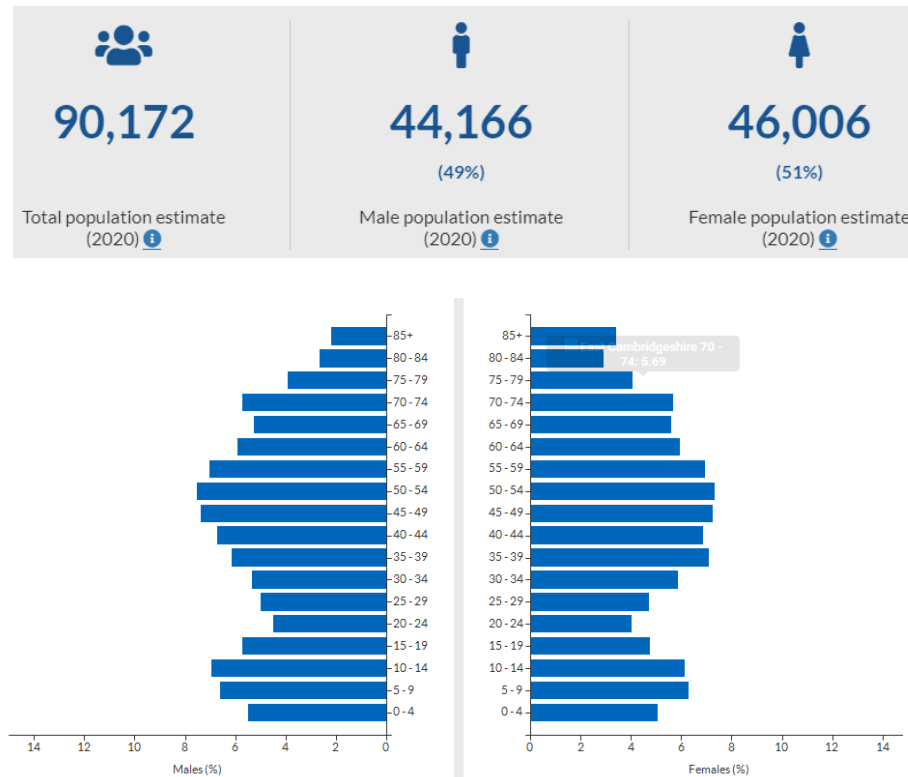 90,172
44,166
46,006
(49%)
(51%)
Total population estimate
(2020)
Male population estimate
(2020)
Female population estimate
(2020)
85+
80 - 84
75 - 79
70 - 74
65 - 69
60 - 64
55 - 59
50 - 54
45 - 49
40 - 44
35 - 39
30 - 34
25 - 29
20 - 24
15 - 19
10 - 14
5 - 9
0 - 4
14 12 10 8 6 4 2 0
Males (%)
85+
80 - 84
75 - 79
70 - 74
65 - 69
60 - 64
55 - 59
50 - 54
45 - 49
40 - 44
35 - 39
30 - 34
25 - 29
20 - 24
15 - 19
10 - 14
5 - 9
0 - 4
East Cambridgeshire 70 -
74: 5.69
0 2 4 6 8 10 12 14
Females (%)